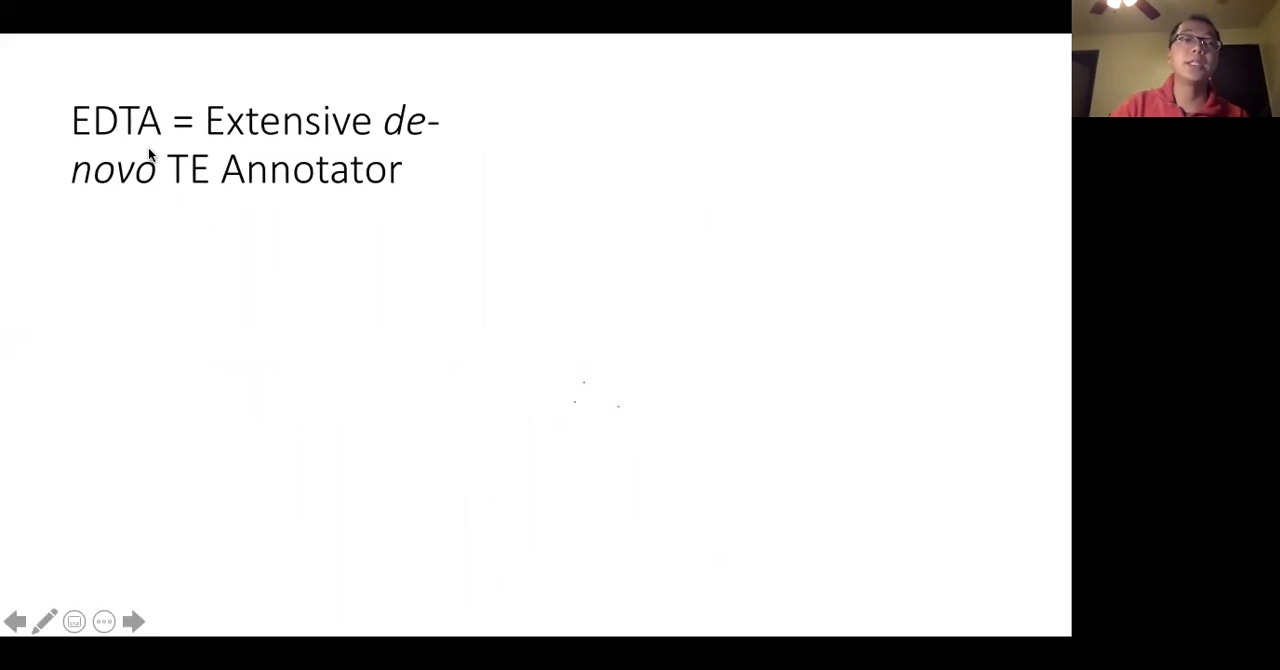 EDTA = Extensive de-
novo TE Annotator